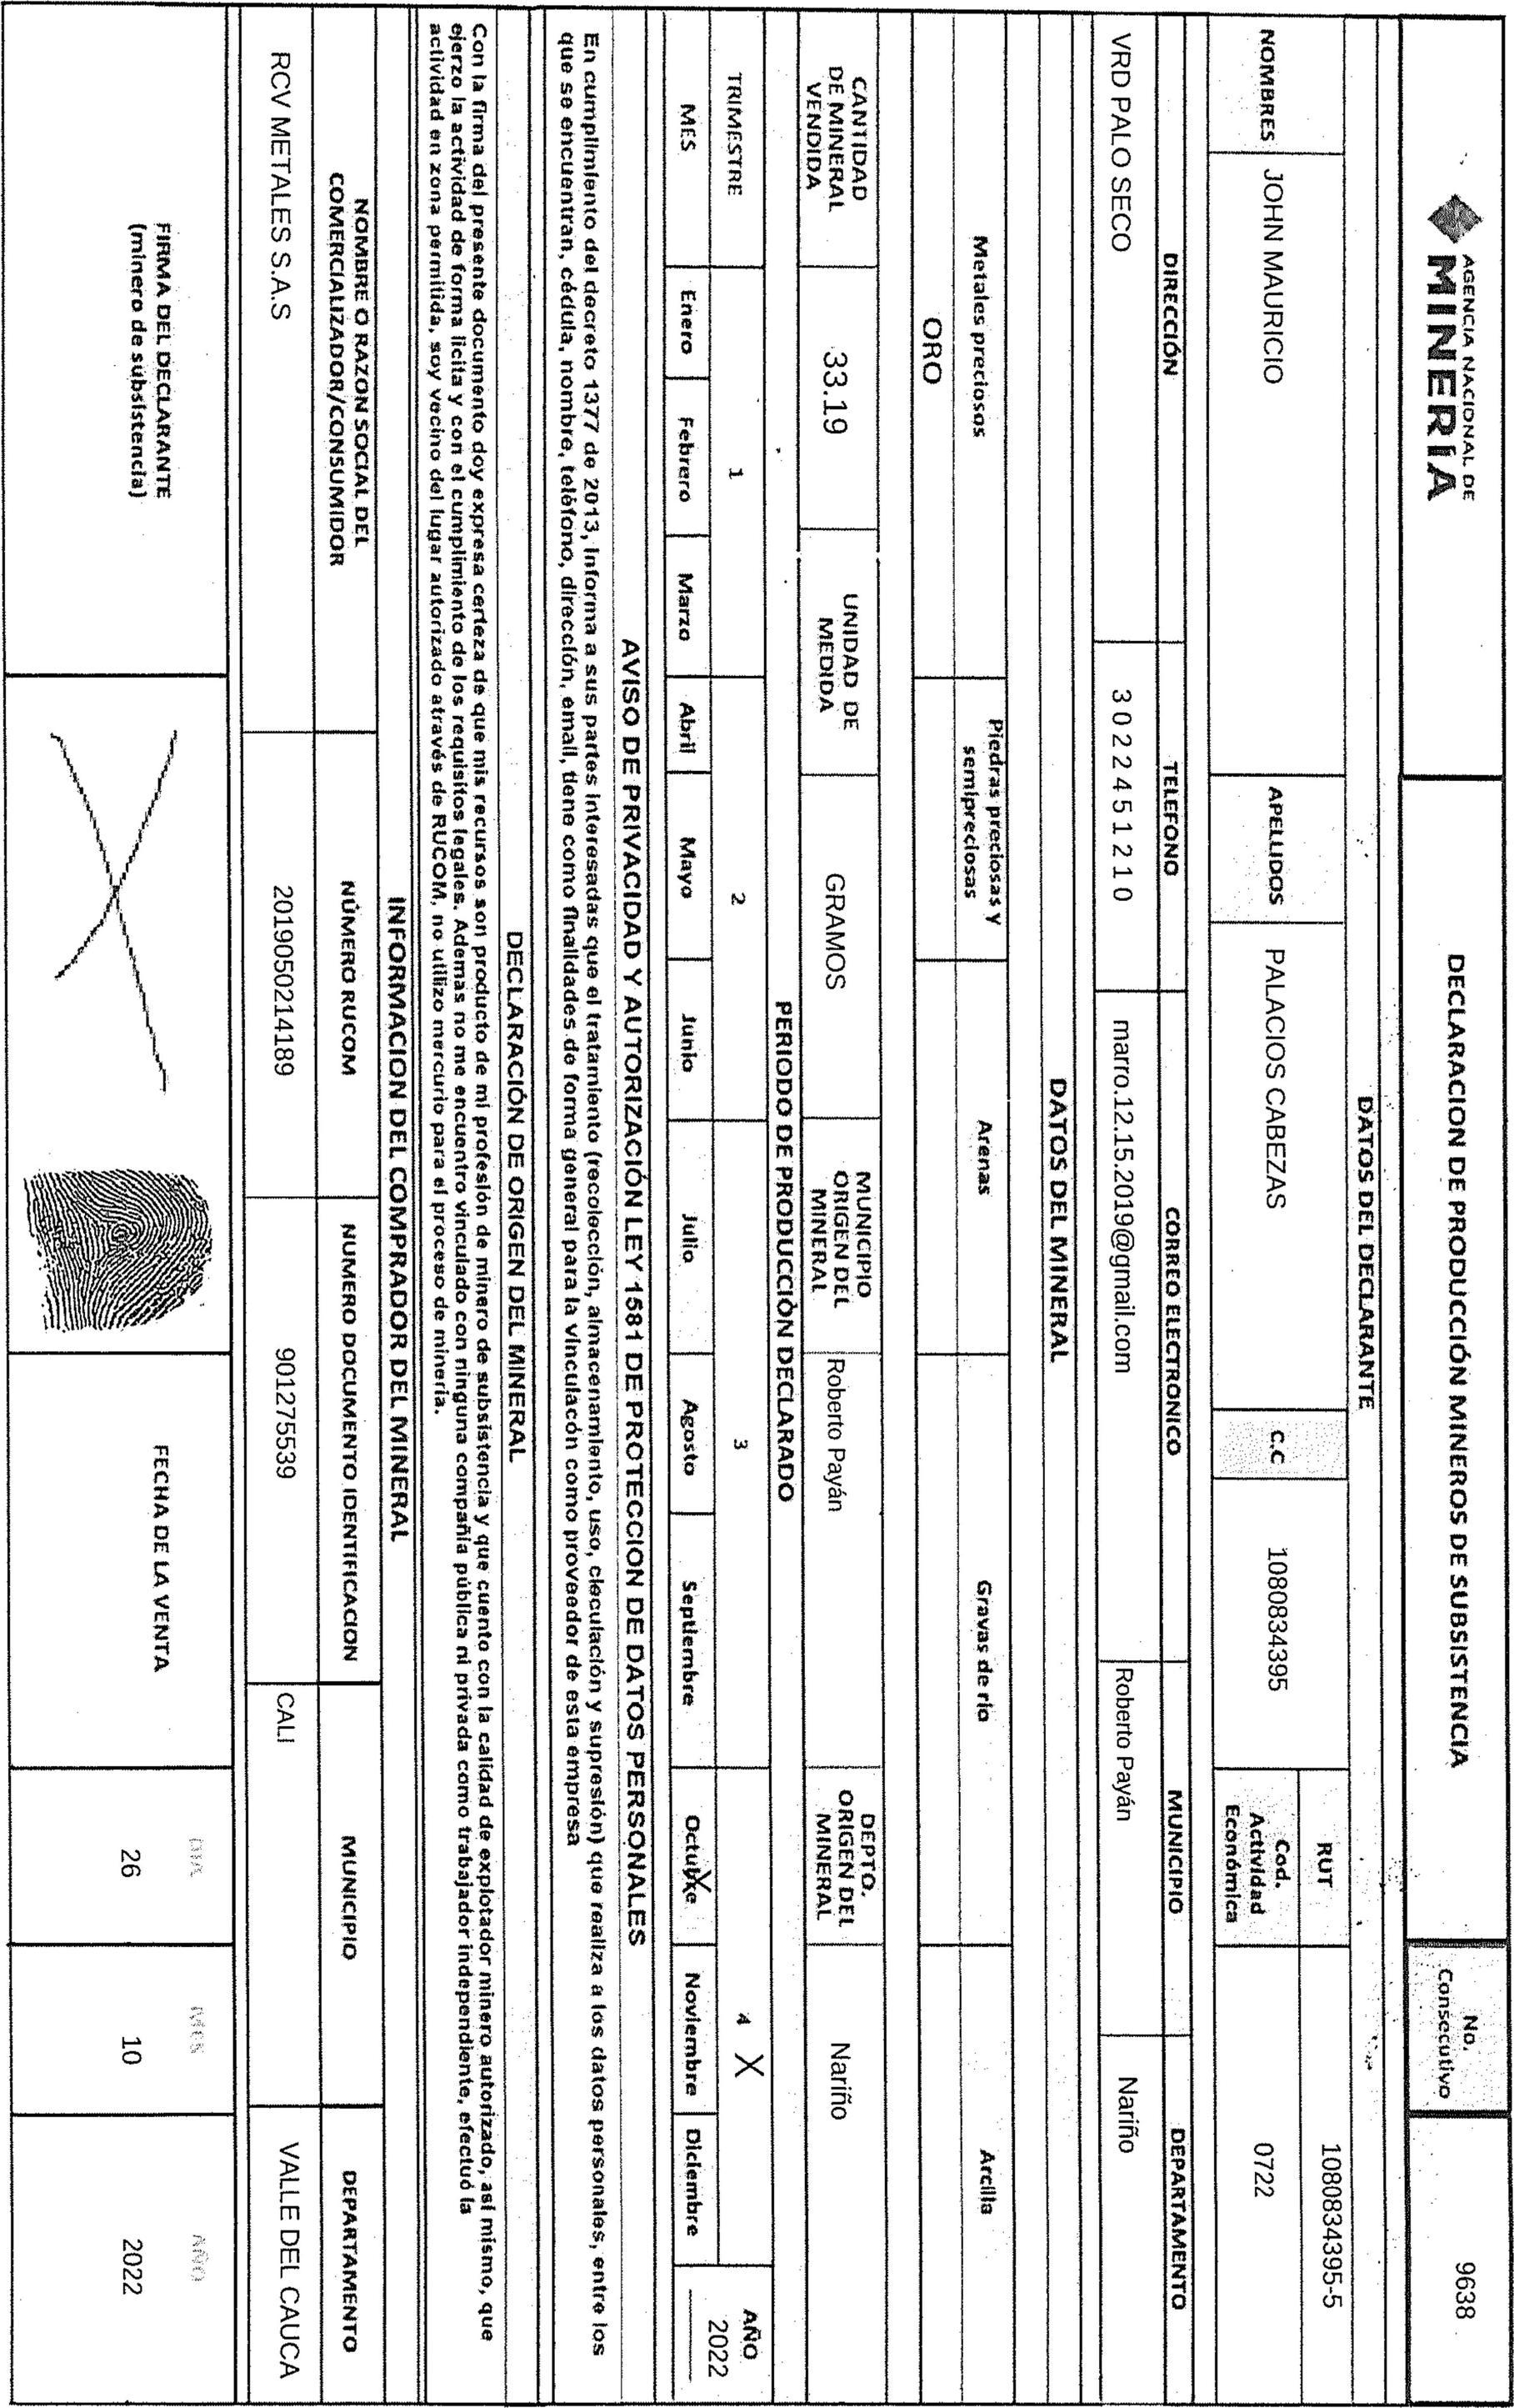 AGENCIA NACIONAL DE
MINERÍA
DECLARACION DE PRODUCCIÓN MINEROS DE SUBSISTENCIA
No.
Consecutivo
9638
DATOS DEL DECLARANTE
NOMBRES
JOHN MAURICIO
APELLIDOS
PALACIOS CABEZAS
C.C
1080834395
RUT
1080834395-5
Cod.
Actividad
Económica
0722
DIRECCIÓN
TELEFONO
CORREO ELECTRONICO
MUNICIPIO
DEPARTAMENTO
VRD PALO SECO
3022451210
marro.12.15.2019@gmail.com
Roberto Payán
Nariño
DATOS DEL MINERAL
Metales preciosos
Piedras preciosas y
semipreciosas
Arenas
Gravas de río
Arcilla
ORO
CANTIDAD
DE MINERAL
VENDIDA
33.19
UNIDAD DE
MEDIDA
GRAMOS
MUNICIPIO
ORIGEN DEL
MINERAL
Roberto Payán
DEPTO.
ORIGEN DEL
MINERAL
Nariño
PERIODO DE PRODUCCIÓN DECLARADO
TRIMESTRE
1
2
3
4 X
AÑO
2022
MES
Enero
Febrero
Marzo
Abril
Mayo
Junio
Julio
Agosto
Septiembre
Octubre X
Noviembre
Diciembre
AVISO DE PRIVACIDAD Y AUTORIZACIÓN LEY 1581 DE PROTECCION DE DATOS PERSONALES
En cumplimiento del decreto 1377 de 2013, Informa a sus partes interesadas que el tratamiento (recolección, almacenamiento, uso, cieculación y supresión) que realiza a los datos personales, entre los
que se encuentran, cédula, nombre, teléfono, dirección, email, tiene como finalidades de forma general para la vinculacón como proveedor de esta empresa
DECLARACIÓN DE ORIGEN DEL MINERAL
Con la firma del presente documento doy expresa certeza de que mis recursos son producto de mi profesión de minero de subsistencia y que cuento con la calidad de explotador minero autorizado, así mismo, que
ejerzo la actividad de forma licita y con el cumplimiento de los requisitos legales. Ademas no me encuentro vinculado con ninguna compañia pública ni privada como trabajador independiente, efectuó la
actividad en zona permitida, soy vecino del lugar autorizado através de RUCOM, no utilizo mercurio para el proceso de mineria.
INFORMACION DEL COMPRADOR DEL MINERAL
NOMBRE O RAZON SOCIAL DEL
COMERCIALIZADOR/CONSUMIDOR
NÚMERO RUCOM
NUMERO DOCUMENTO IDENTIFICACION
MUNICIPIO
DEPARTAMENTO
RCV METALES S.A.S
2019050214189
901275539
CALI
VALLE DEL CAUCA
FIRMA DEL DECLARANTE
(minero de subsistencia)
X
FECHA DE LA VENTA
DIA
MES
AÑO
26
10
2022